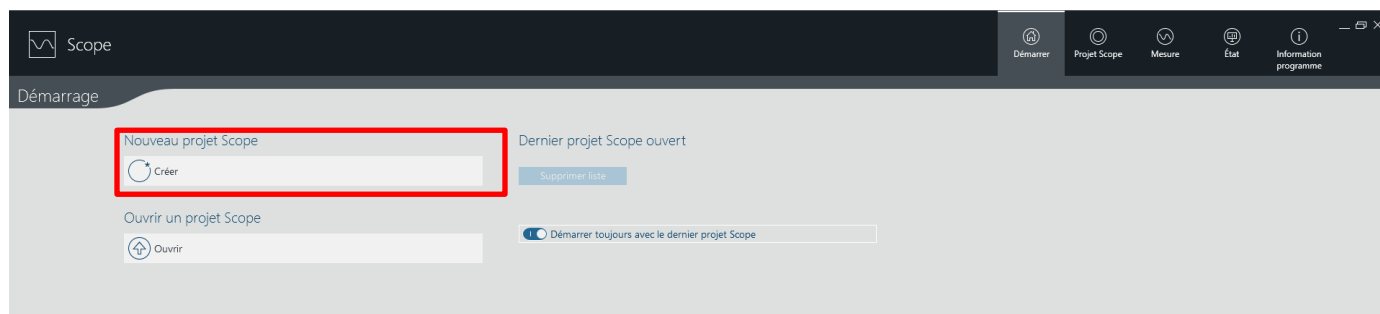 Scope
Démarrer
Projet Scope
Mesure
État
Information
programme
Démarrage
Nouveau projet Scope
Créer
Dernier projet Scope ouvert
Supprimer liste
Ouvrir un projet Scope
Ouvrir
Démarrer toujours avec le dernier projet Scope